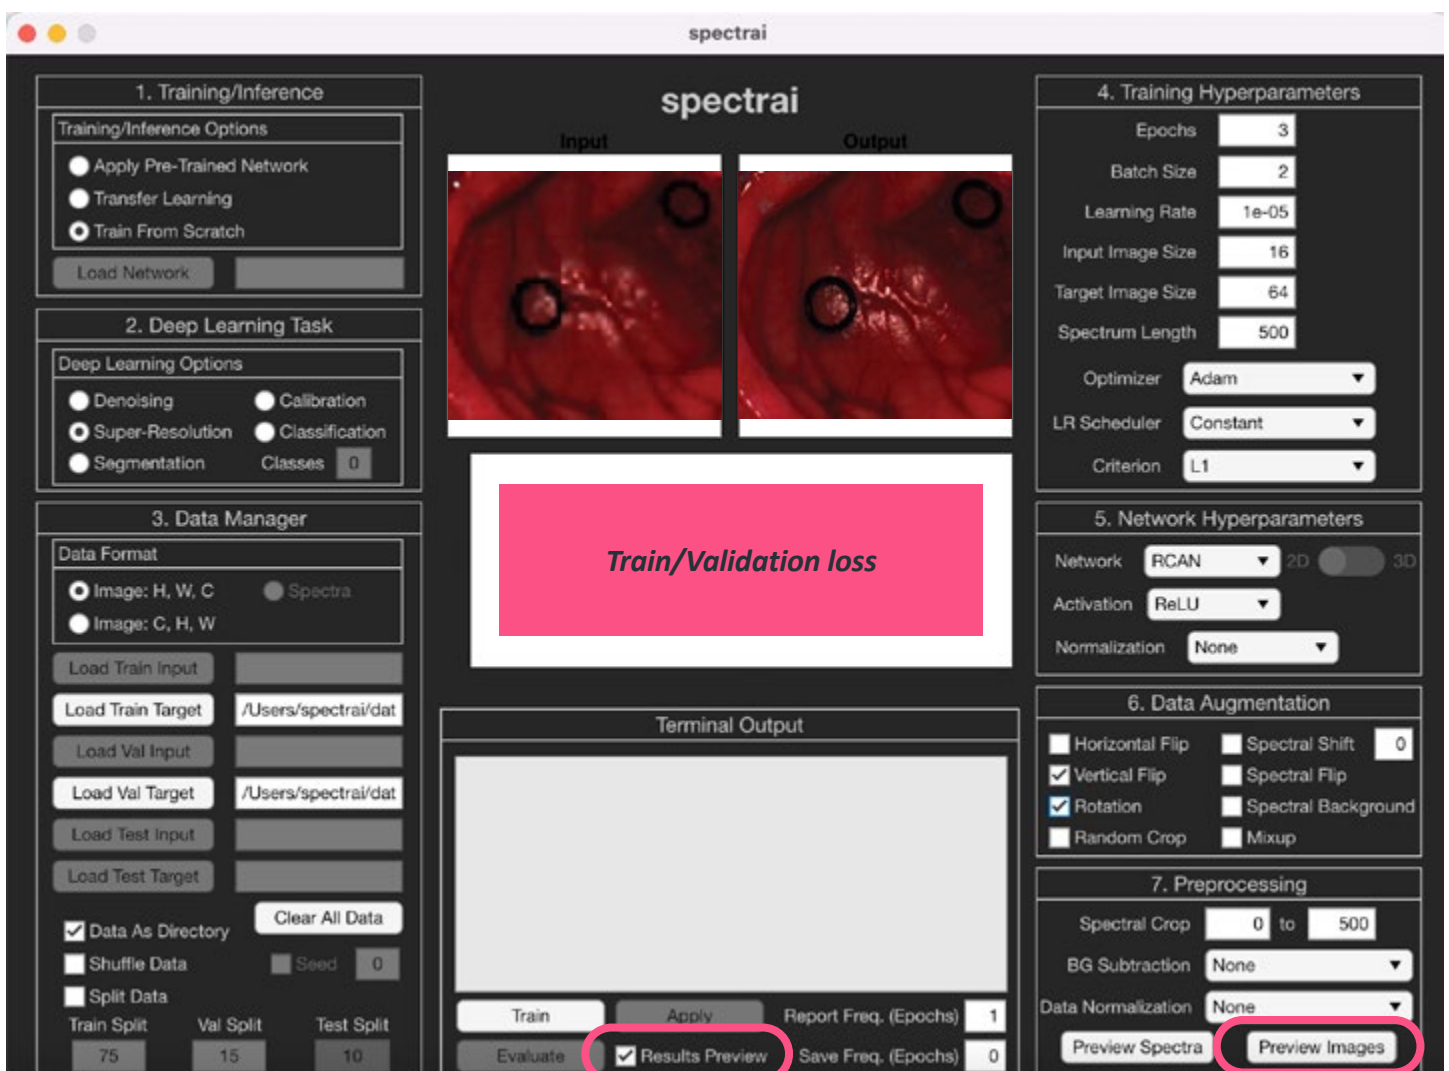 spectrai
1. Training/Inference
Training/Inference Options
Apply Pre-Trained Network
Transfer Learning
Train From Scratch
Load Network
2. Deep Learning Task
Deep Learning Options
Denoising Calibration
Super-Resolution Classification
Segmentation Classes 0
3. Data Manager
Data Format
Image: H, W, C Spectra
Image: C, H, W
Load Train Input
Load Train Target /Users/spectrai/dat
Load Val Input
Load Val Target /Users/spectrai/dat
Load Test Input
Load Test Target
Clear All Data
Data As Directory
Shuffle Data Seed 0
Split Data
Train Split Val Split Test Split
75 15 10
spectrai
Input Output
Train/Validation loss
Terminal Output
Train Apply Report Freq. (Epochs) 1
Evaluate Results Preview Save Freq. (Epochs) 0
4. Training Hyperparameters
Epochs 3
Batch Size 2
Learning Rate 1e-05
Input Image Size 16
Target Image Size 64
Spectrum Length 500
Optimizer Adam
LR Scheduler Constant
Criterion L1
5. Network Hyperparameters
Network RCAN 2D 3D
Activation ReLU
Normalization None
6. Data Augmentation
Horizontal Flip Spectral Shift 0
Vertical Flip Spectral Flip
Rotation Spectral Background
Random Crop Mixup
7. Preprocessing
Spectral Crop 0 to 500
BG Subtraction None
Data Normalization None
Preview Spectra Preview Images